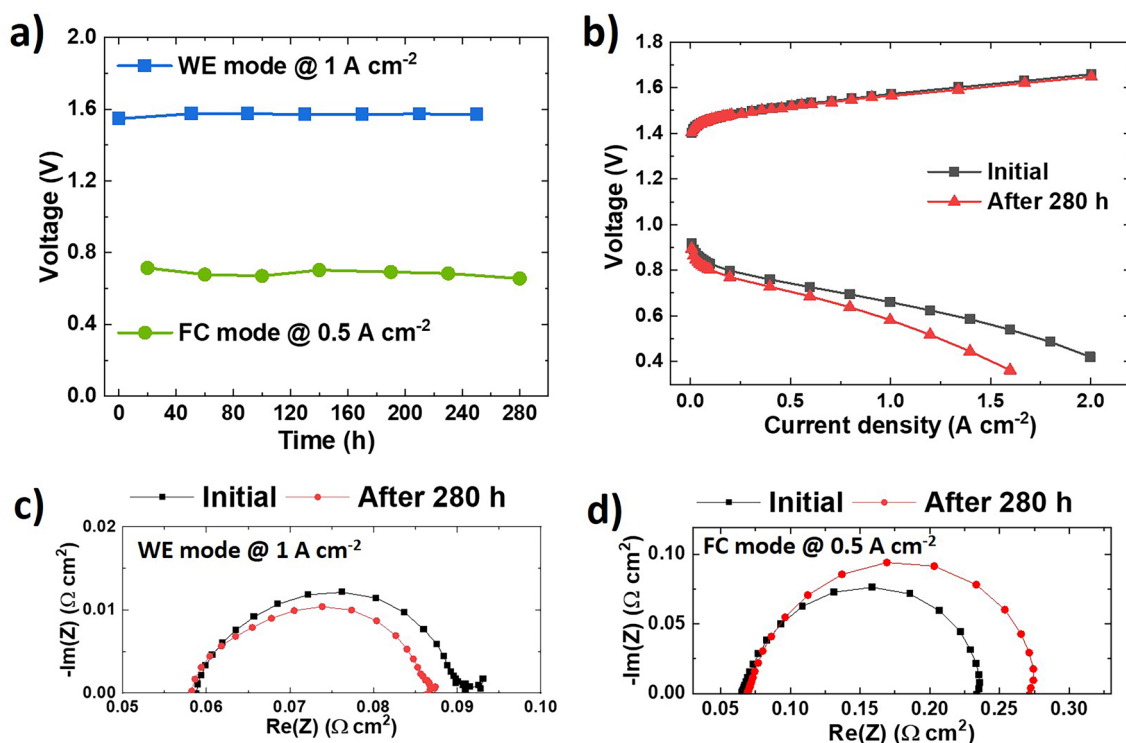 a)
2.0
1.6
1.2
0.8
0.4
0.0
Voltage (V)
WE mode @ 1 A cm⁻²
FC mode @ 0.5 A cm⁻²
0 40 80 120 160 200 240 280
Time (h)
b)
1.8
1.6
1.4
1.2
1.0
0.8
0.6
0.4
Voltage (V)
Initial
After 280 h
0.0 0.5 1.0 1.5 2.0
Current density (A cm⁻²)
c)
Initial After 280 h
0.02
0.01
0.00
-Im(Z) (Ω cm²)
WE mode @ 1 A cm⁻²
0.05 0.06 0.07 0.08 0.09 0.10
Re(Z) (Ω cm²)
d)
Initial After 280 h
0.10
0.05
0.00
-Im(Z) (Ω cm²)
FC mode @ 0.5 A cm⁻²
0.05 0.10 0.15 0.20 0.25 0.30
Re(Z) (Ω cm²)